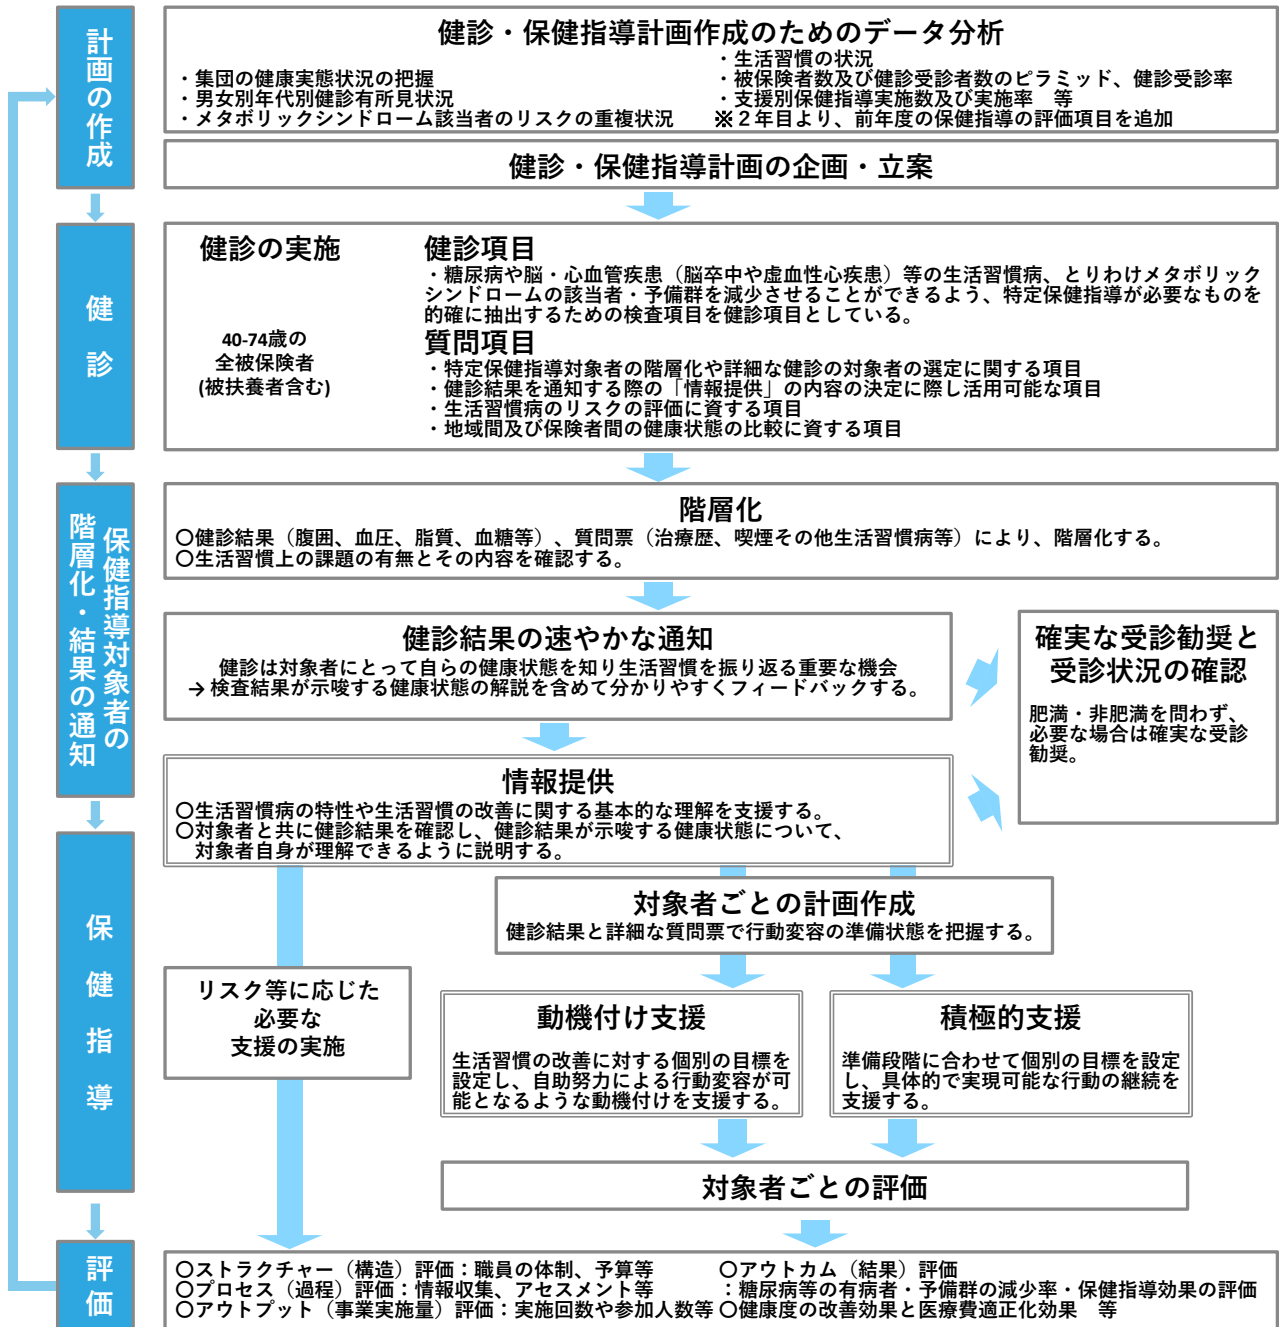 計画の作成
健診・保健指導計画作成のためのデータ分析
・集団の健康実態状況の把握
・男女別年代別健診有所見状況
・メタボリックシンドローム該当者のリスクの重複状況
・生活習慣の状況
・被保険者数及び健診受診者数のピラミッド、健診受診率
・支援別保健指導実施数及び実施率　等
※２年目より、前年度の保健指導の評価項目を追加
健診・保健指導計画の企画・立案
健診
健診の実施
40-74歳の
全被保険者
(被扶養者含む)
健診項目
・糖尿病や脳・心血管疾患（脳卒中や虚血性心疾患）等の生活習慣病、とりわけメタボリック
シンドロームの該当者・予備群を減少させることができるよう、特定保健指導が必要なものを
的確に抽出するための検査項目を健診項目としている。
質問項目
・特定保健指導対象者の階層化や詳細な健診の対象者の選定に関する項目
・健診結果を通知する際の「情報提供」の内容の決定に際し活用可能な項目
・生活習慣病のリスクの評価に資する項目
・地域間及び保険者間の健康状態の比較に資する項目
保健指導対象者の
階層化・結果の通知
階層化
〇健診結果（腹囲、血圧、脂質、血糖等）、質問票（治療歴、喫煙その他生活習慣病等）により、階層化する。
〇生活習慣上の課題の有無とその内容を確認する。
健診結果の速やかな通知
健診は対象者にとって自らの健康状態を知り生活習慣を振り返る重要な機会
→ 検査結果が示唆する健康状態の解説を含めて分かりやすくフィードバックする。
確実な受診勧奨と
受診状況の確認
肥満・非肥満を問わず、
必要な場合は確実な受診
勧奨。
情報提供
〇生活習慣病の特性や生活習慣の改善に関する基本的な理解を支援する。
〇対象者と共に健診結果を確認し、健診結果が示唆する健康状態について、
対象者自身が理解できるように説明する。
保健指導
対象者ごとの計画作成
健診結果と詳細な質問票で行動変容の準備状態を把握する。
リスク等に応じた
必要な
支援の実施
動機付け支援
生活習慣の改善に対する個別の目標を
設定し、自助努力による行動変容が可
能となるような動機付けを支援する。
積極的支援
準備段階に合わせて個別の目標を設定
し、具体的で実現可能な行動の継続を
支援する。
対象者ごとの評価
評価
〇ストラクチャー（構造）評価：職員の体制、予算等
〇プロセス（過程）評価：情報収集、アセスメント等
〇アウトプット（事業実施量）評価：実施回数や参加人数等
〇アウトカム（結果）評価
：糖尿病等の有病者・予備群の減少率・保健指導効果の評価
〇健康度の改善効果と医療費適正化効果　等